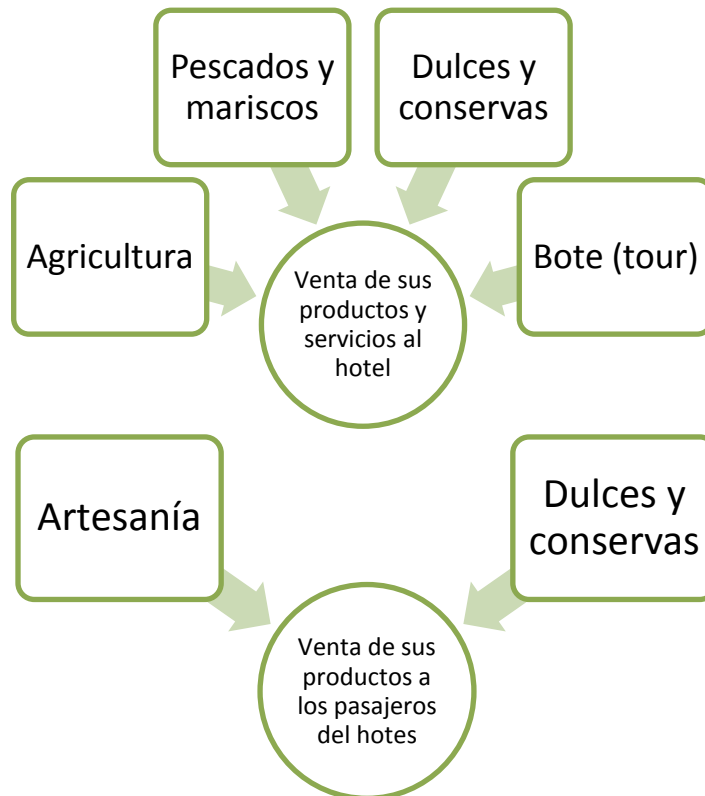 Pescados y
mariscos
Dulces y
conservas
Agricultura
Bote (tour)
Venta de sus
productos y
servicios al
hotel
Artesanía
Dulces y
conservas
Venta de sus
productos a
los pasajeros
del hotes